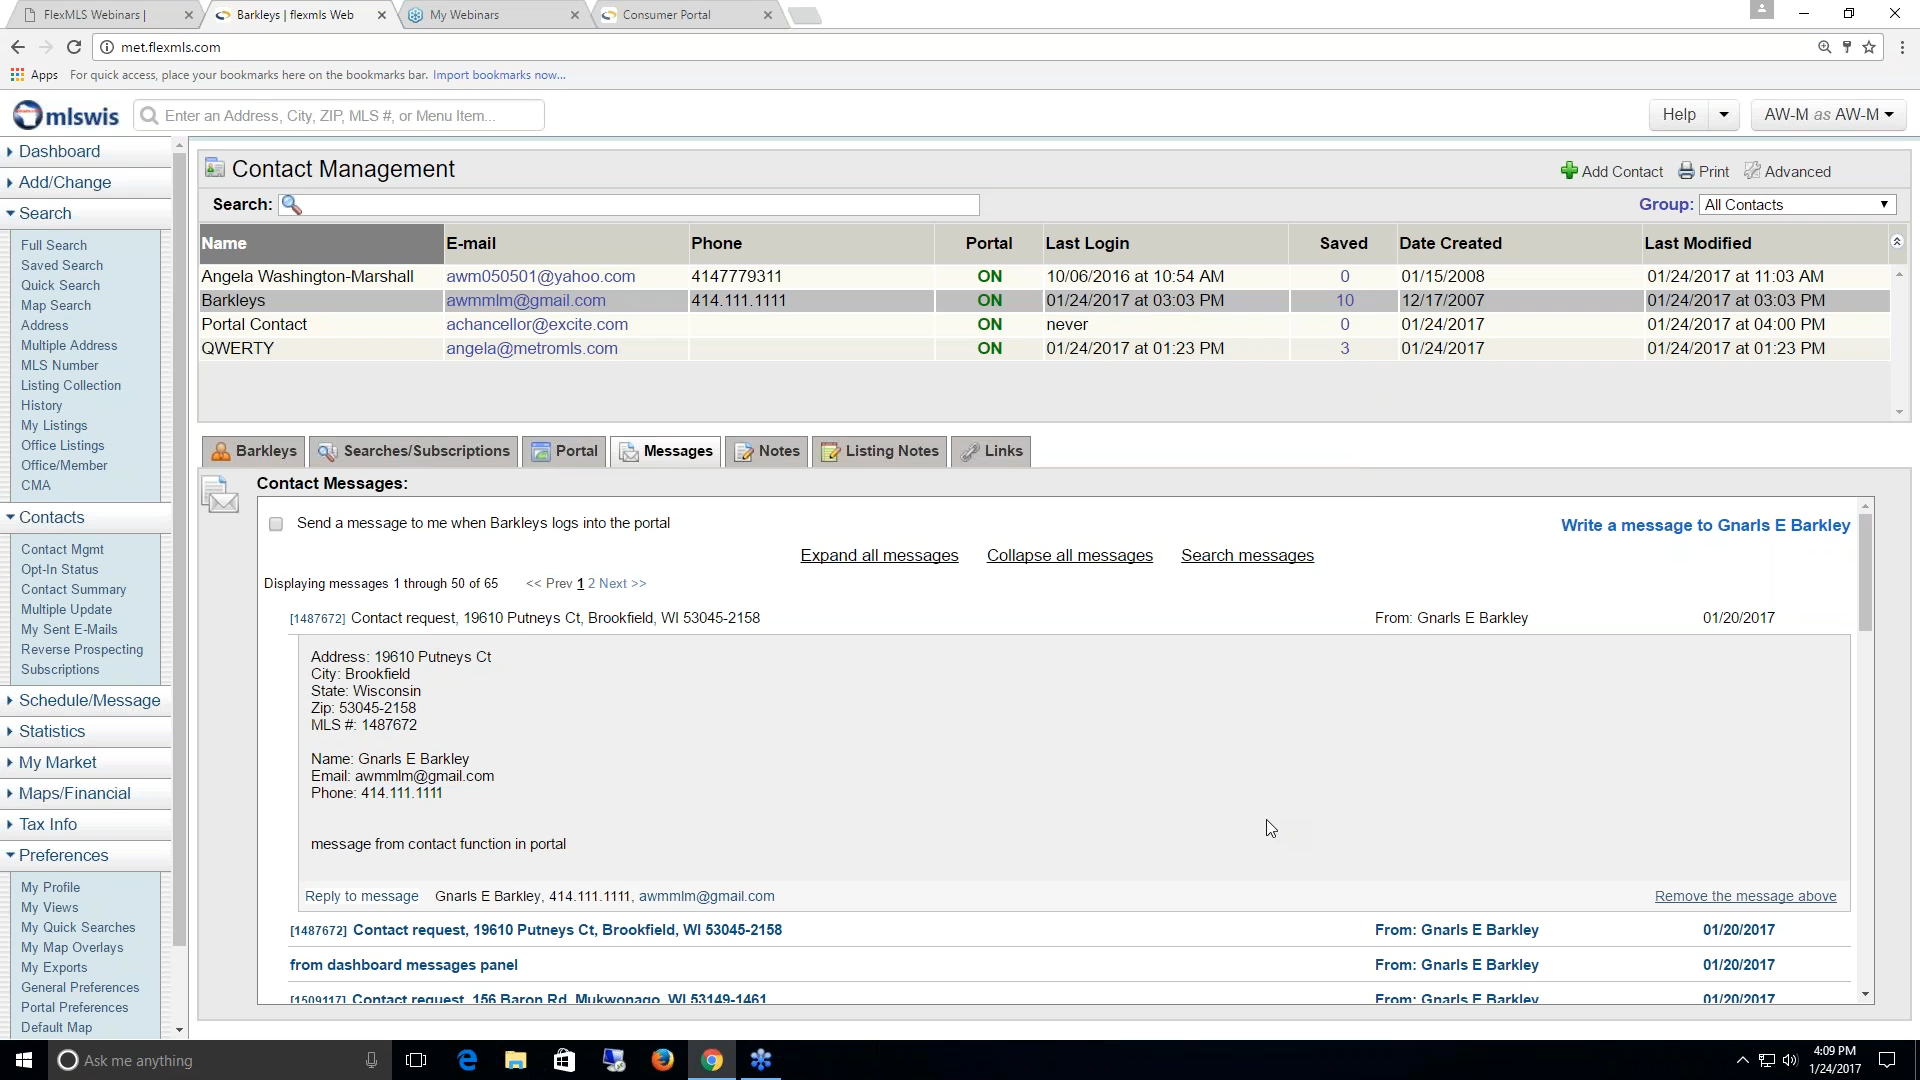 FlexMLS Webinars |
Barkleys | flexmls Web
My Webinars
Consumer Portal
met.flexmls.com
Apps For quick access, place your bookmarks here on the bookmarks bar. Import bookmarks now...
mlswis
Enter an Address, City, ZIP, MLS #, or Menu Item...
Help
AW-M as AW-M
Dashboard
Add/Change
Search
Full Search
Saved Search
Quick Search
Map Search
Address
Multiple Address
MLS Number
Listing Collection
History
My Listings
Office Listings
Office/Member
CMA
Contacts
Contact Mgmt
Opt-In Status
Contact Summary
Multiple Update
My Sent E-Mails
Reverse Prospecting
Subscriptions
Schedule/Message
Statistics
My Market
Maps/Financial
Tax Info
Preferences
My Profile
My Views
My Quick Searches
My Map Overlays
My Exports
General Preferences
Portal Preferences
Default Map
Contact Management
Add Contact Print Advanced
Search:
Group: All Contacts
Name E-mail Phone Portal Last Login Saved Date Created Last Modified
Angela Washington-Marshall awm050501@yahoo.com 4147779311 ON 10/06/2016 at 10:54 AM 0 01/15/2008 01/24/2017 at 11:03 AM
Barkleys awmmlm@gmail.com 414.111.1111 ON 01/24/2017 at 03:03 PM 10 12/17/2007 01/24/2017 at 03:03 PM
Portal Contact achancellor@excite.com ON never 0 01/24/2017 01/24/2017 at 04:00 PM
QWERTY angela@metromls.com ON 01/24/2017 at 01:23 PM 3 01/24/2017 01/24/2017 at 01:23 PM
Barkleys Searches/Subscriptions Portal Messages Notes Listing Notes Links
Contact Messages:
Send a message to me when Barkleys logs into the portal
Write a message to Gnarls E Barkley
Expand all messages Collapse all messages Search messages
Displaying messages 1 through 50 of 65 << Prev 1 2 Next >>
[1487672] Contact request, 19610 Putneys Ct, Brookfield, WI 53045-2158 From: Gnarls E Barkley 01/20/2017
Address: 19610 Putneys Ct
City: Brookfield
State: Wisconsin
Zip: 53045-2158
MLS #: 1487672
Name: Gnarls E Barkley
Email: awmmlm@gmail.com
Phone: 414.111.1111
message from contact function in portal
Reply to message Gnarls E Barkley, 414.111.1111, awmmlm@gmail.com Remove the message above
[1487672] Contact request, 19610 Putneys Ct, Brookfield, WI 53045-2158 From: Gnarls E Barkley 01/20/2017
from dashboard messages panel From: Gnarls E Barkley 01/20/2017
[1509117] Contact request, 156 Baron Rd, Mukwonago, WI 53149-1461 From: Gnarls E Barkley 01/20/2017
Ask me anything
4:09 PM
1/24/2017